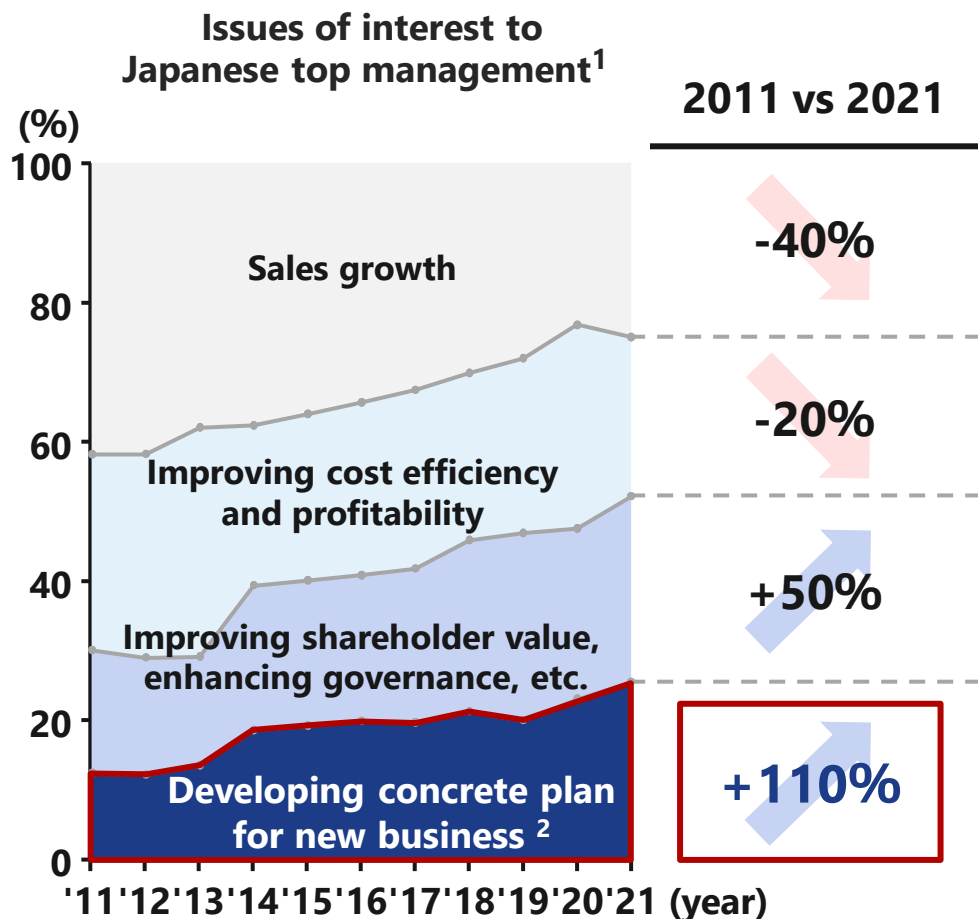 Issues of interest to
Japanese top management1
2011 vs 2021
(%)
100
80
60
40
20
0
Sales growth
-40%
Improving cost efficiency
and profitability
-20%
Improving shareholder value,
enhancing governance, etc.
+50%
Developing concrete plan
for new business 2
+110%
'11 '12 '13 '14 '15 '16 '17 '18 '19 '20 '21 (year)